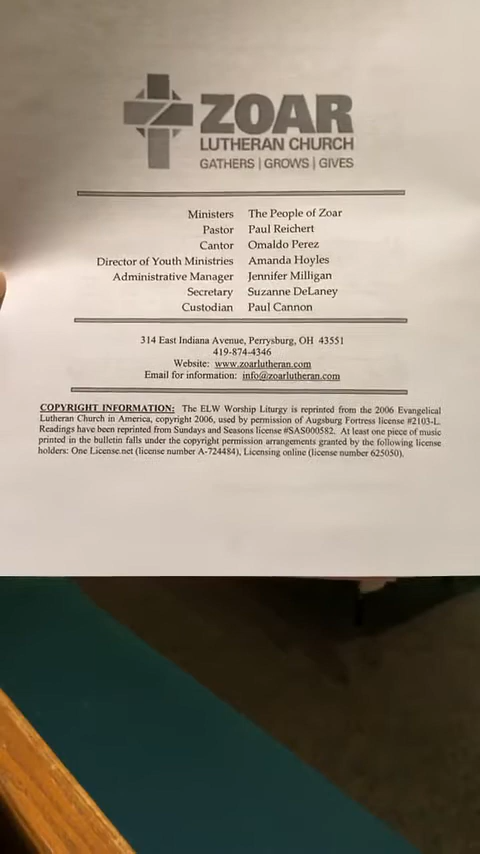 ZOAR
LUTHERAN CHURCH
GATHERS | GROWS | GIVES
Ministers The People of Zoar
Pastor Paul Reichert
Cantor Omaldo Perez
Director of Youth Ministries Amanda Hoyles
Administrative Manager Jennifer Milligan
Secretary Suzanne DeLaney
Custodian Paul Cannon
314 East Indiana Avenue, Perrysburg, OH 43551
419-874-4346
Website: www.zoarlutheran.com
Email for information: info@zoarlutheran.com
COPYRIGHT INFORMATION: The ELW Worship Liturgy is reprinted from the 2006 Evangelical
Lutheran Church in America, copyright 2006, used by permission of Augsburg Fortress license #2103-L.
Readings have been reprinted from Sundays and Seasons license #SAS000582. At least one piece of music
printed in the bulletin falls under the copyright permission arrangements granted by the following license
holders: One License.net (license number A-724484), Licensing online (license number 625050).